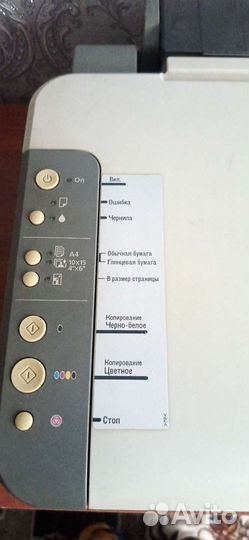 Вкл.
On
Ошибка
Чернила
A4
Обычная бумага
10x15
4"x6"
Глянцевая бумага
В размер страницы
Копирование
Черно-белое
Копирование
Цветное
Стоп
Avito